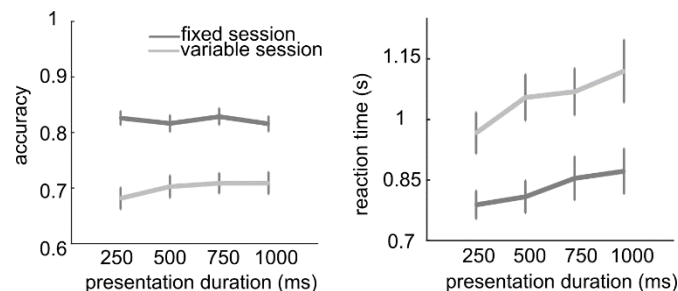 1
fixed session
variable session
0.9
0.8
0.7
0.6
accuracy
250 500 750 1000
presentation duration (ms)
1.15
1
0.85
0.7
reaction time (s)
250 500 750 1000
presentation duration (ms)